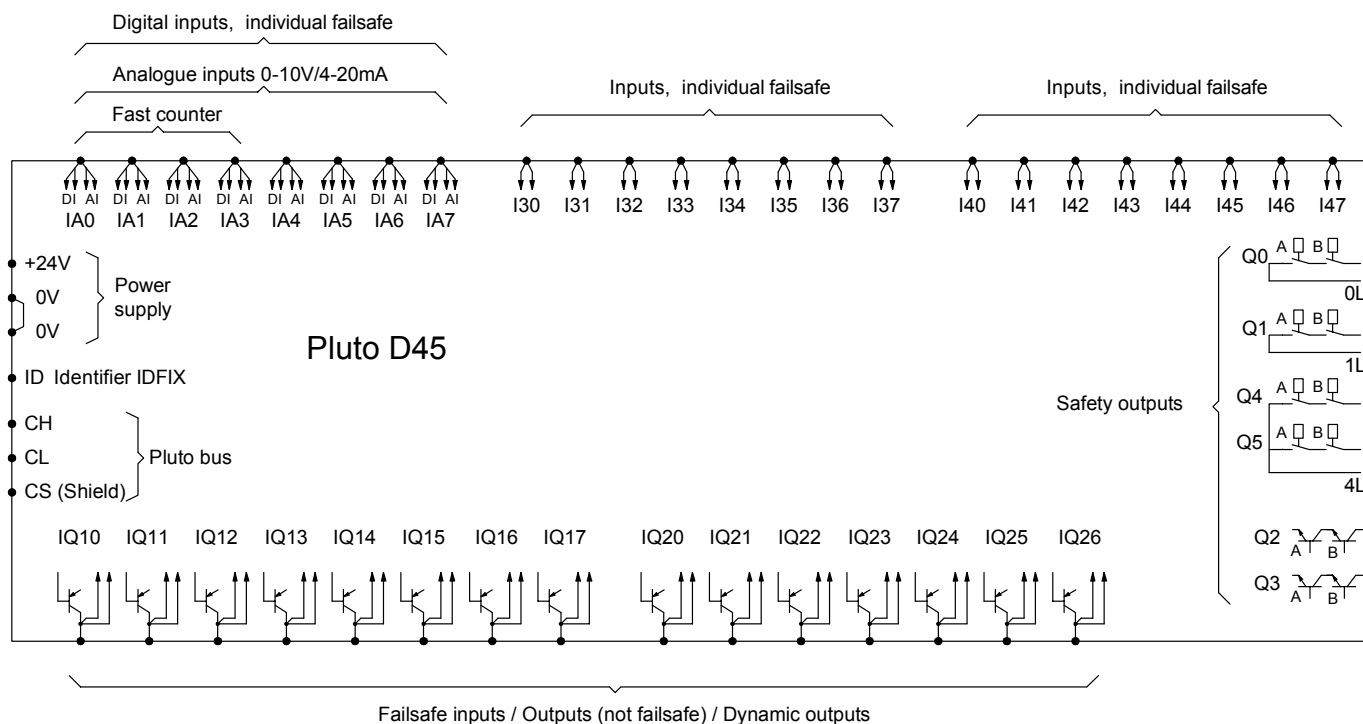 Digital inputs, individual failsafe
Analogue inputs 0-10V/4-20mA
Fast counter
Inputs, individual failsafe
Inputs, individual failsafe
DI AI DI AI DI AI DI AI DI AI DI AI DI AI DI AI
IA0 IA1 IA2 IA3 IA4 IA5 IA6 IA7
I30 I31 I32 I33 I34 I35 I36 I37
I40 I41 I42 I43 I44 I45 I46 I47
+24V
0V
0V
Power
supply
Pluto D45
ID Identifier IDFIX
CH
CL
CS (Shield)
Pluto bus
Safety outputs
Q0 A B
0L
Q1 A B
1L
Q4 A B
Q5 A B
4L
Q2 A B
Q3 A B
IQ10 IQ11 IQ12 IQ13 IQ14 IQ15 IQ16 IQ17
IQ20 IQ21 IQ22 IQ23 IQ24 IQ25 IQ26
Failsafe inputs / Outputs (not failsafe) / Dynamic outputs